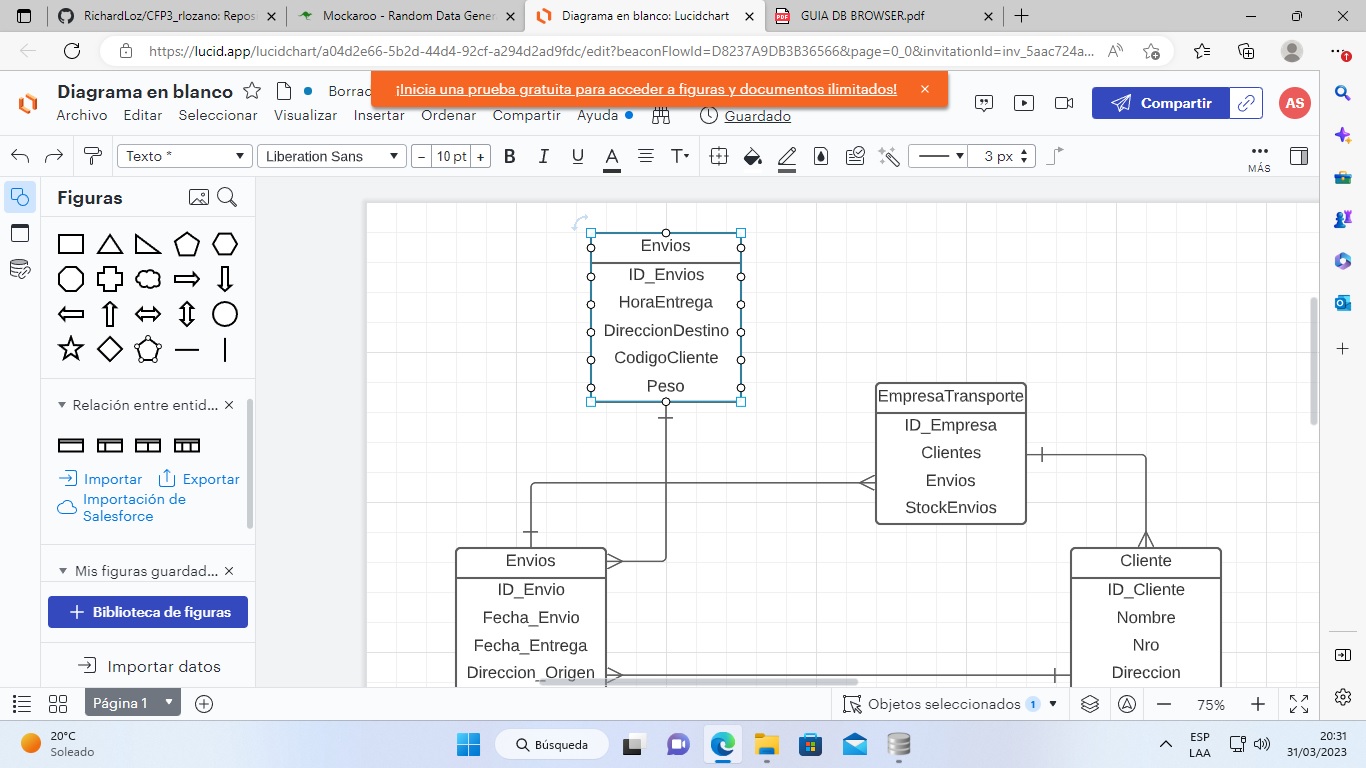 RichardLoz/CFP3_rlozano: Repos
Mockaroo - Random Data Gener
Diagrama en blanco: Lucidchart
PDF
GUIA DB BROWSER.pdf
https://lucid.app/lucidchart/a04d2e66-5b2d-44d4-92cf-a294d2ad9fdc/edit?beaconFlowId=D8237A9DB3B36566&page=0_0&invitationId=inv_5aac724a...
Diagrama en blanco
Borrac
¡Inicia una prueba gratuita para acceder a figuras y documentos ilimitados!
Archivo Editar Seleccionar Visualizar Insertar Ordenar Compartir Ayuda
Guardado
Compartir
AS
Texto *
Liberation Sans
10 pt
B I U A T
3 px
MÁS
Figuras
Relación entre entid...
Importar
Exportar
Importación de
Salesforce
Mis figuras guardad...
Biblioteca de figuras
Importar datos
Envios
ID_Envios
HoraEntrega
DireccionDestino
CodigoCliente
Peso
EmpresaTransporte
ID_Empresa
Clientes
Envios
StockEnvios
Envios
ID_Envio
Fecha_Envio
Fecha_Entrega
Direccion_Origen
Cliente
ID_Cliente
Nombre
Nro
Direccion
Página 1
Objetos seleccionados 1
75%
20°C
Soleado
Búsqueda
ESP
LAA
20:31
31/03/2023